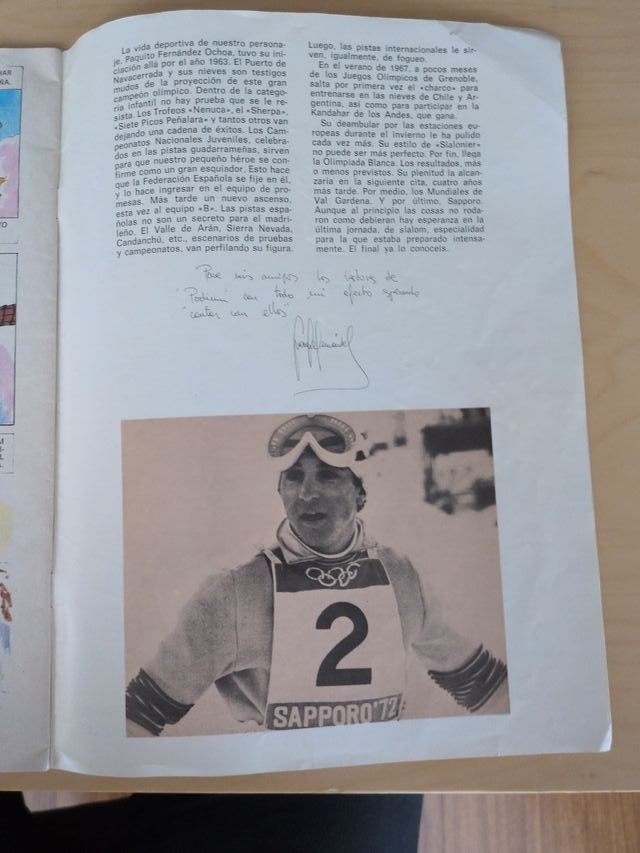 La vida deportiva de nuestro persona-
je, Paquito Fernández Ochoa, tuvo su ini-
ciación allá por el año 1963. El Puerto de
Navacerrada y sus nieves son testigos
mudos de la proyección de este gran
campeón olímpico. Dentro de la catego-
ría infantil no hay prueba que se le re-
sista. Los Trofeos «Nenuca», el «Sherpa»,
«Siete Picos Peñalara» y tantos otros van
dejando una cadena de éxitos. Los Cam-
peonatos Nacionales Juveniles, celebra-
dos en las pistas guadarrameñas, sirven
para que nuestro pequeño héroe se con-
firme como un gran esquiador. Esto hace
que la Federación Española se fije en él,
y lo hace ingresar en el equipo de pro-
mesas. Más tarde un nuevo ascenso,
esta vez al equipo «B». Las pistas espa-
ñolas no son un secreto para el madri-
leño. El Valle de Arán, Sierra Nevada,
Candanchú, etc., escenarios de pruebas
y campeonatos, van perfilando su figura.
Luego, las pistas internacionales le sir-
ven, igualmente, de fogueo.
En el verano de 1967, a pocos meses
de los Juegos Olímpicos de Grenoble,
salta por primera vez el «charco» para
entrenarse en las nieves de Chile y Ar-
gentina, así como para participar en la
Kandahar de los Andes, que gana.
Su deambular por las estaciones eu-
ropeas durante el invierno le ha pulido
cada vez más. Su estilo de «Slalonier»
no puede ser más perfecto. Por fin, llega
la Olimpiada Blanca. Los resultados, más
o menos previstos. Su plenitud la alcan-
zaría en la siguiente cita, cuatro años
más tarde. Por medio, los Mundiales de
Val Gardena. Y por último, Sapporo.
Aunque al principio las cosas no roda-
ron como debieran hay esperanza en la
última jornada, de slalom, especialidad
para la que estaba preparado intensa-
mente. El final ya lo conocéis.
Para mis amigos los lectores de
"Podium" con todo mi afecto esperando
"contar con ellos"
2
SAPPORO'72